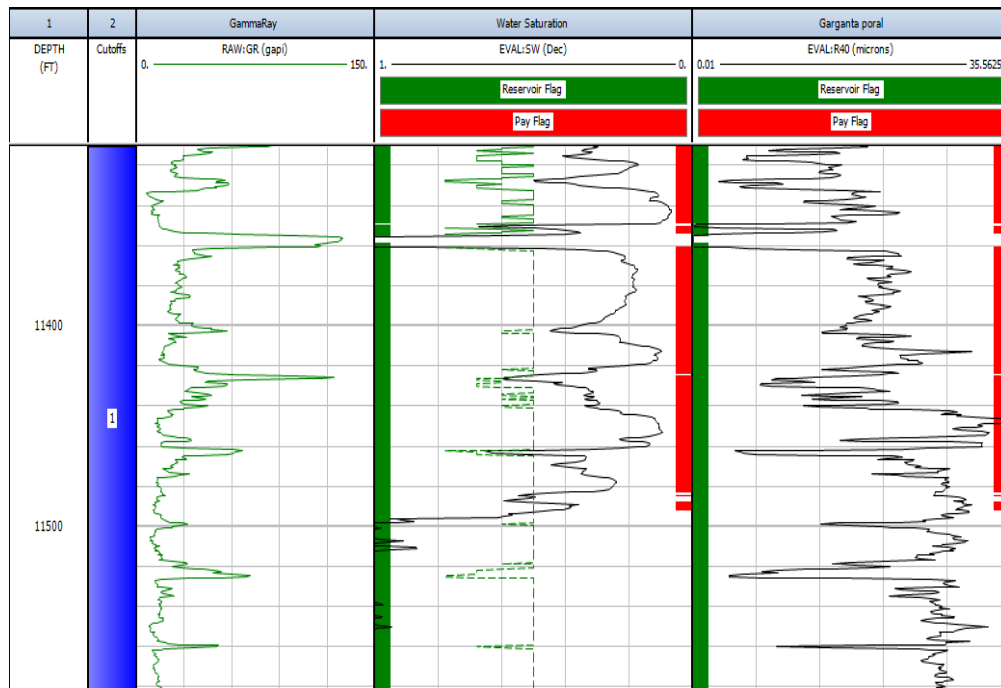 1
2
GammaRay
Water Saturation
Garganta poral
DEPTH
(FT)
Cutoffs
RAW:GR (gapi)
0.
150.
EVAL:SW (Dec)
1.
0.
EVAL:R40 (microns)
0.01
35.5625
Reservoir Flag
Reservoir Flag
Pay Flag
Pay Flag
11400
1
11500